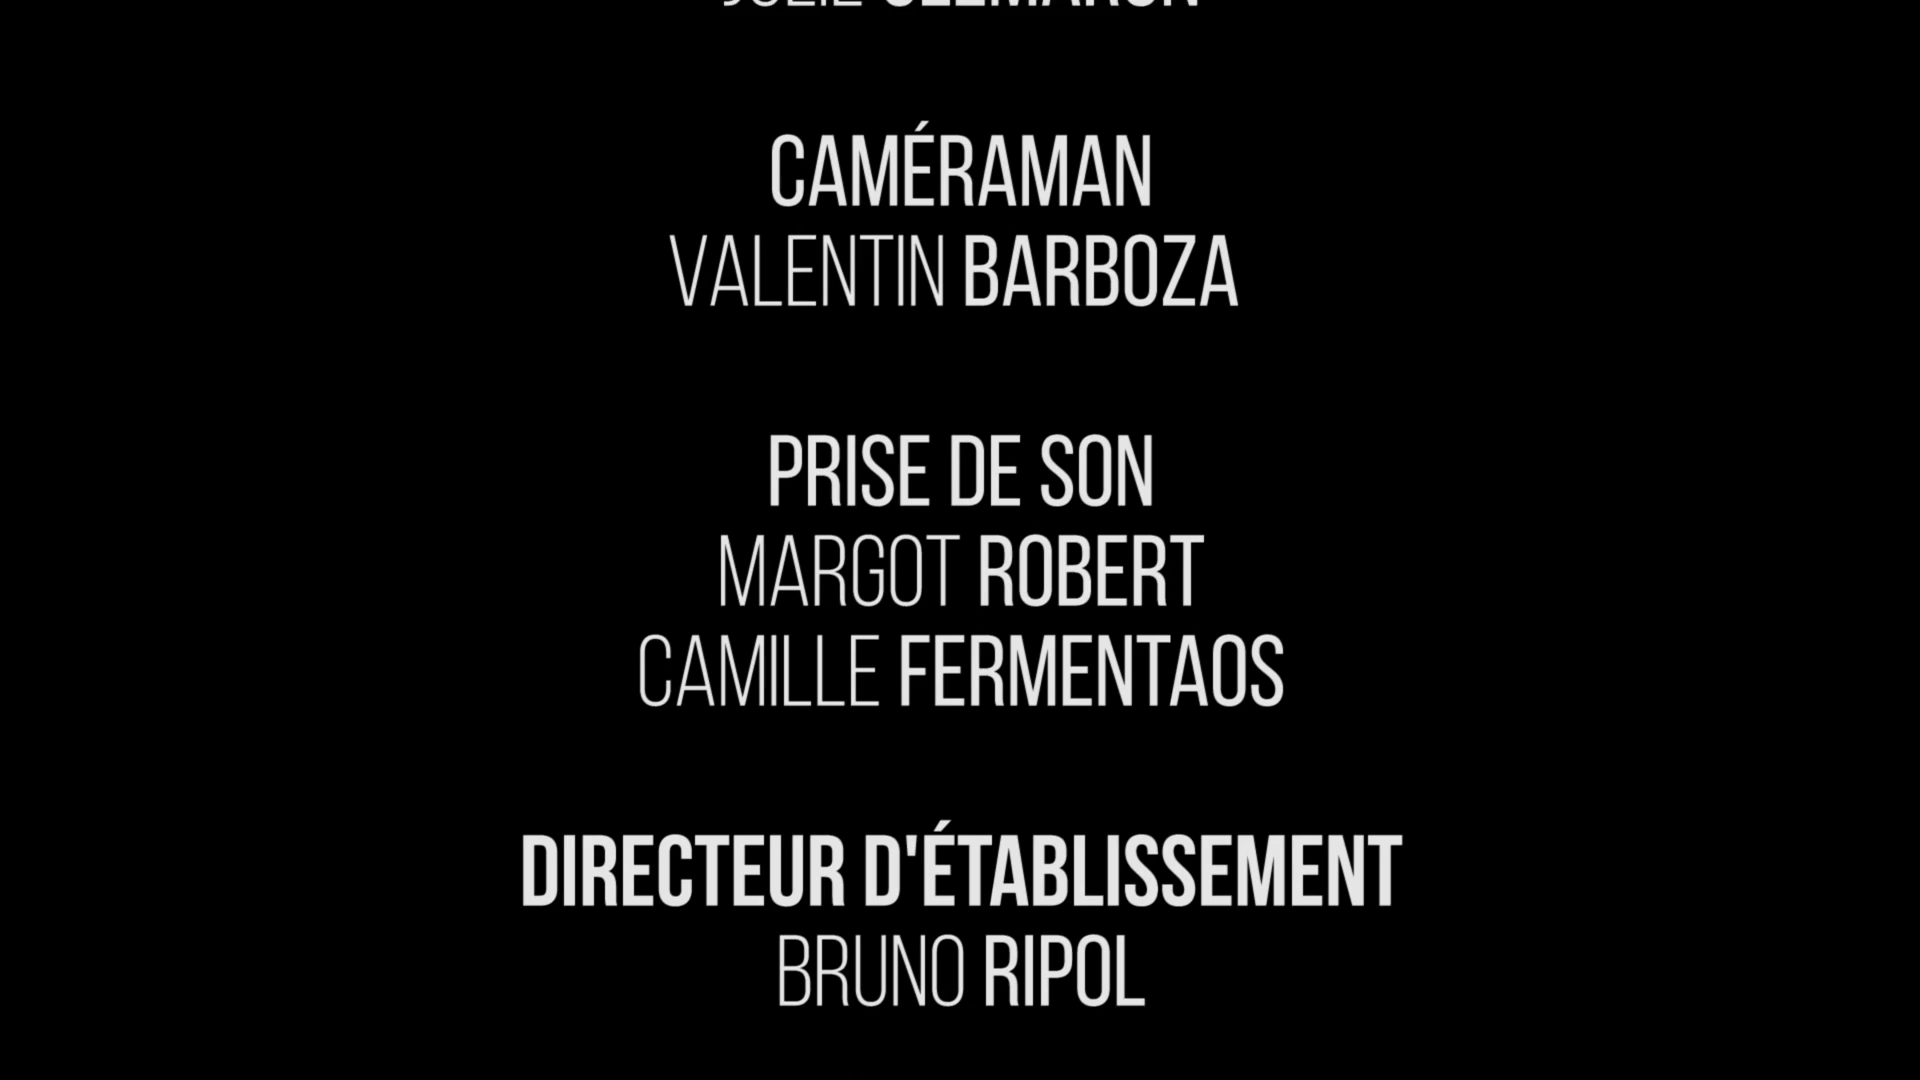 CAMÉRAMAN
VALENTIN BARBOZA
PRISE DE SON
MARGOT ROBERT
CAMILLE FERMENTAOS
DIRECTEUR D'ÉTABLISSEMENT
BRUNO RIPOL